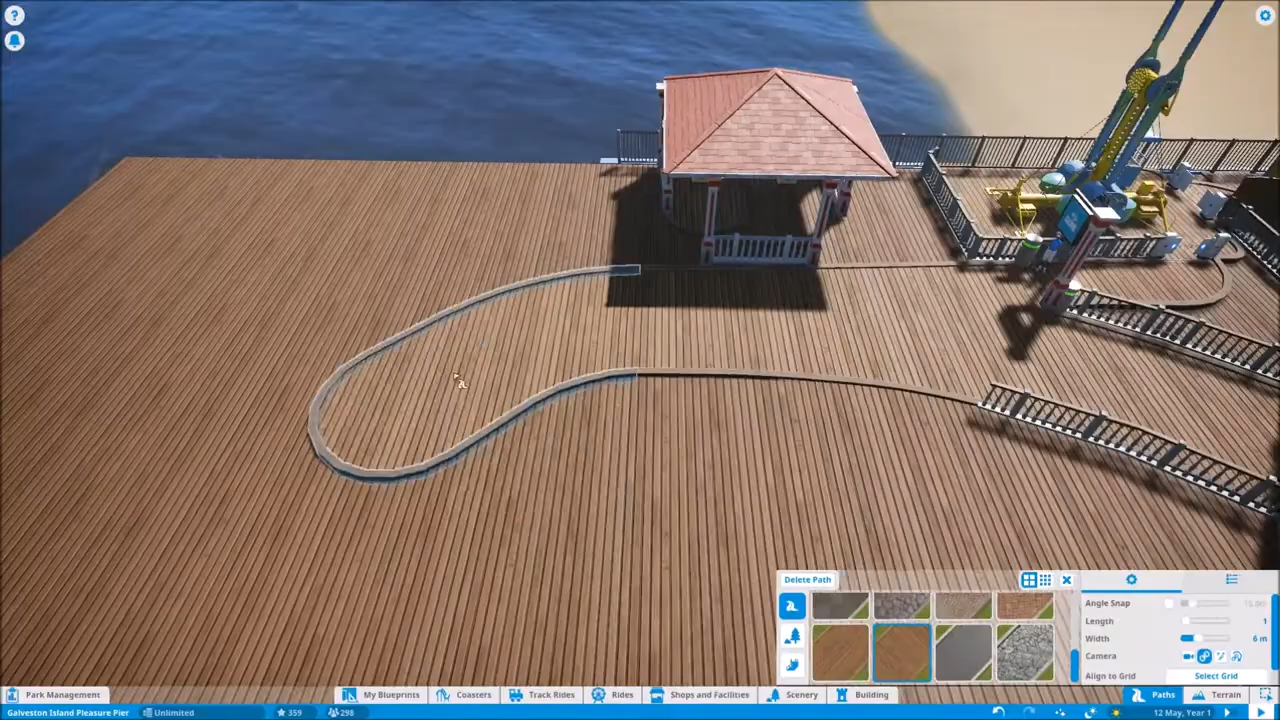 ?
Delete Path
Angle Snap
Length 1
Width 6 m
Camera
Align to Grid Select Grid
Park Management My Blueprints Coasters Track Rides Rides Shops and Facilities Scenery Building Paths Terrain
Galveston Island Pleasure Pier Unlimited 359 298 12 May, Year 1